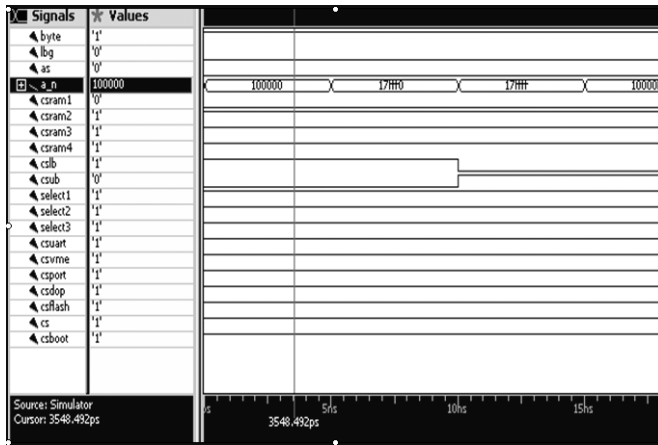 Signals Values
byte '1'
lbg '0'
as '0'
a_n 100000 100000 17fff0 17ffff 10000
csram1 '0'
csram2 '1'
csram3 '1'
csram4 '1'
cslb '1'
csub '0'
select1 '1'
select2 '1'
select3 '1'
csuart '1'
csvme '1'
csport '1'
csdop '1'
csflash '1'
cs '1'
csboot '1'
Source: Simulator
Cursor: 3548.492ps
5ns 10ns 15ns
3548.492ps